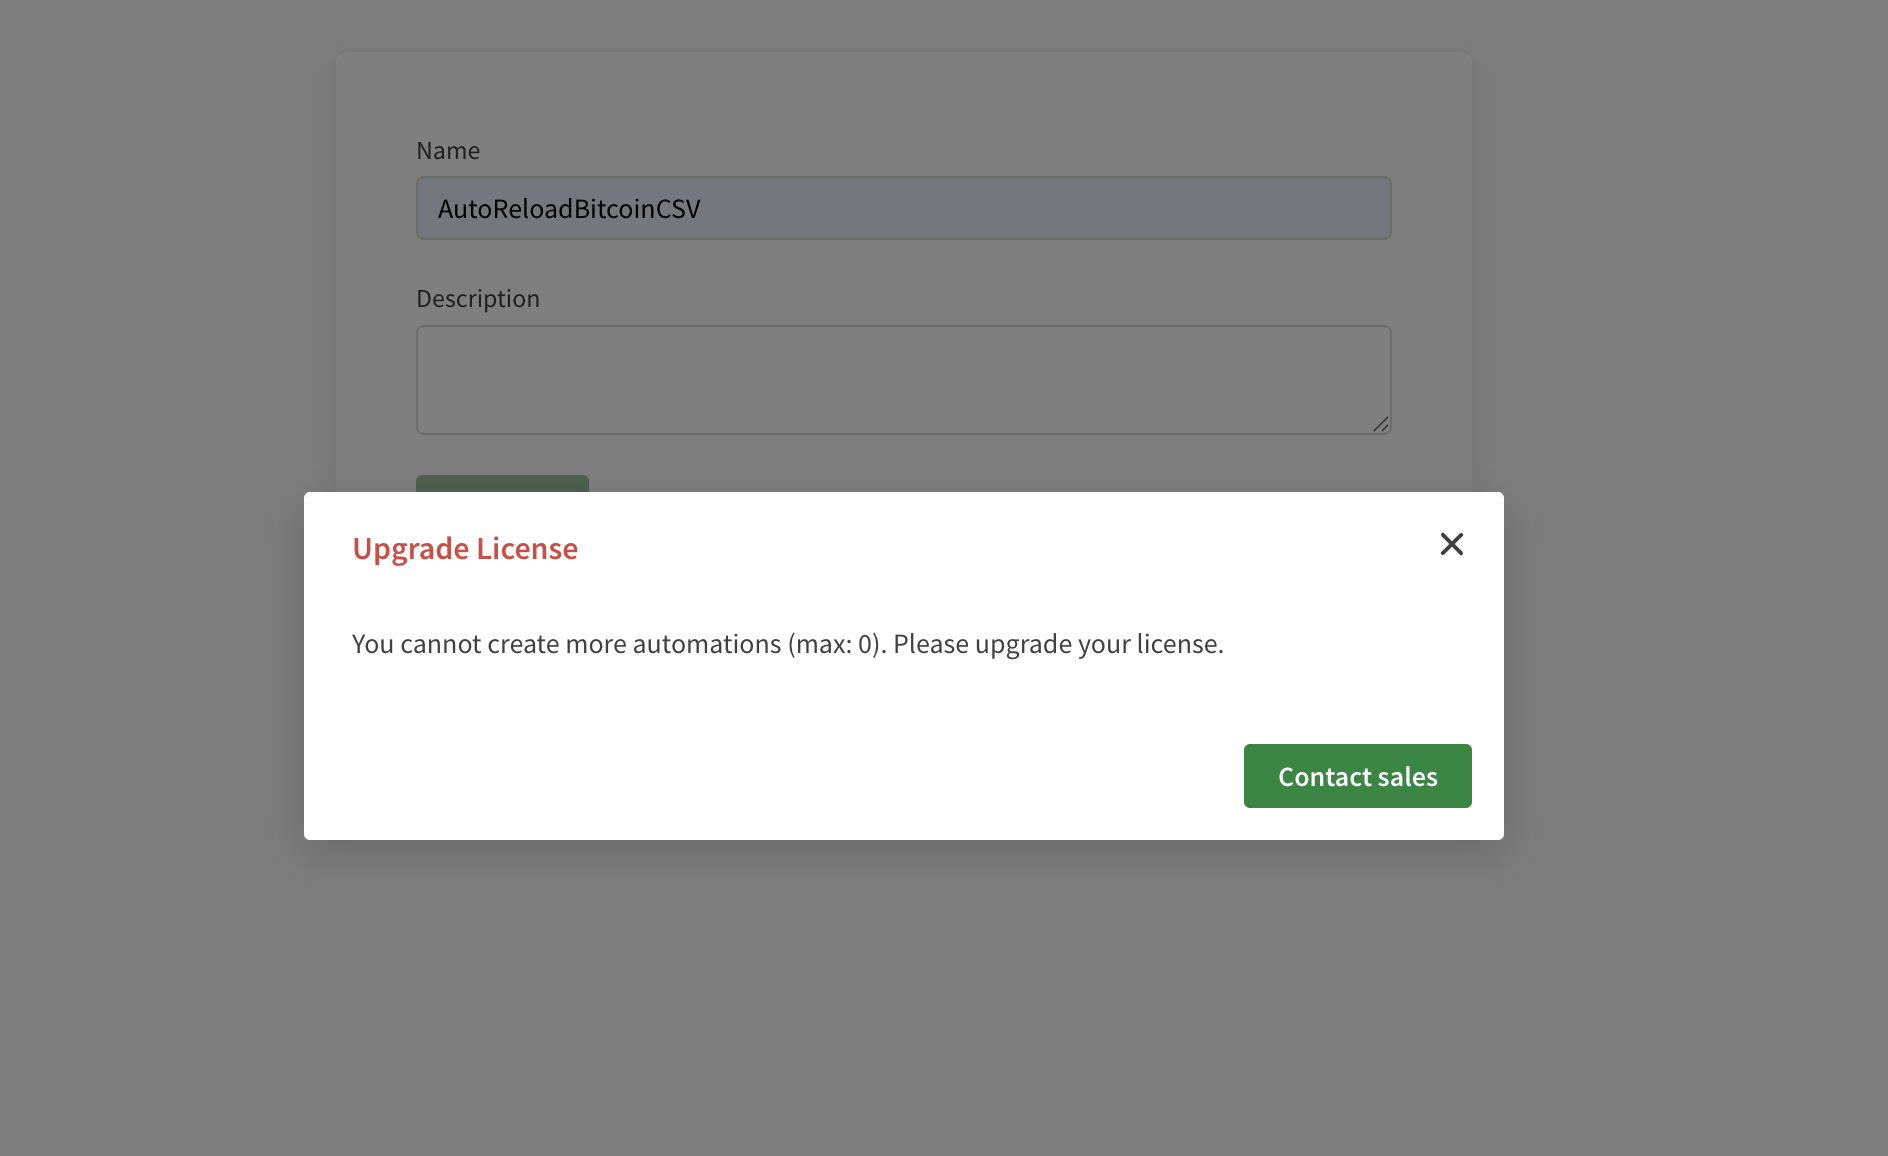 Name
AutoReloadBitcoinCSV
Description
Upgrade License
You cannot create more automations (max: 0). Please upgrade your license.
Contact sales